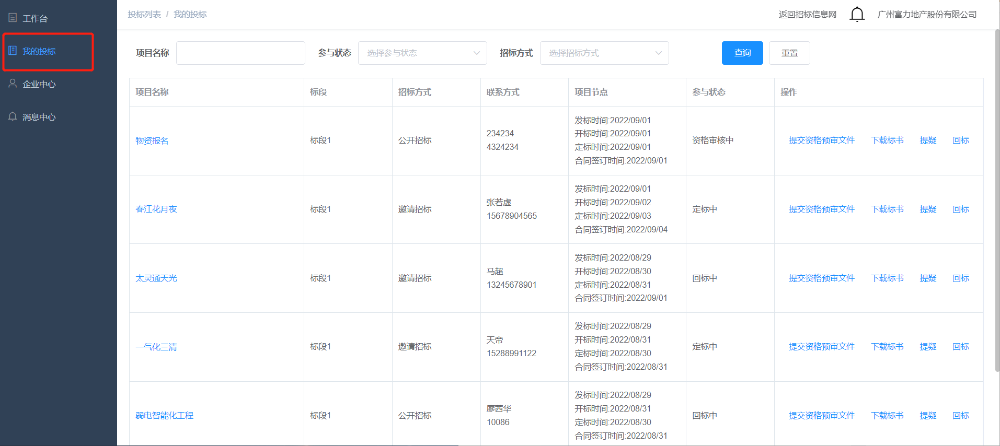 工作台
我的投标
企业中心
消息中心
投标列表 / 我的投标
返回招标信息网
广州富力地产股份有限公司
项目名称
参与状态 选择参与状态
招标方式 选择招标方式
查询
重置
项目名称 标段 招标方式 联系方式 项目节点 参与状态 操作
物资报名
标段1
公开招标
234234
4324234
发标时间:2022/09/01
开标时间:2022/09/01
定标时间:2022/09/01
合同签订时间:2022/09/01
资格审核中
提交资格预审文件 下载标书 提疑 回标
春江花月夜
标段1
邀请招标
张若虚
15678904565
发标时间:2022/09/01
开标时间:2022/09/02
定标时间:2022/09/03
合同签订时间:2022/09/04
定标中
提交资格预审文件 下载标书 提疑 回标
太灵通天光
标段1
邀请招标
马超
13245678901
发标时间:2022/08/29
开标时间:2022/08/30
定标时间:2022/08/31
合同签订时间:2022/09/01
回标中
提交资格预审文件 下载标书 提疑 回标
一气化三清
标段1
邀请招标
天帝
15288991122
发标时间:2022/08/29
开标时间:2022/08/31
定标时间:2022/08/30
合同签订时间:2022/08/31
定标中
提交资格预审文件 下载标书 提疑 回标
弱电智能化工程
标段1
公开招标
廖茜华
10086
发标时间:2022/08/29
开标时间:2022/08/31
定标时间:2022/08/30
合同签订时间:2022/08/31
回标中
提交资格预审文件 下载标书 提疑 回标